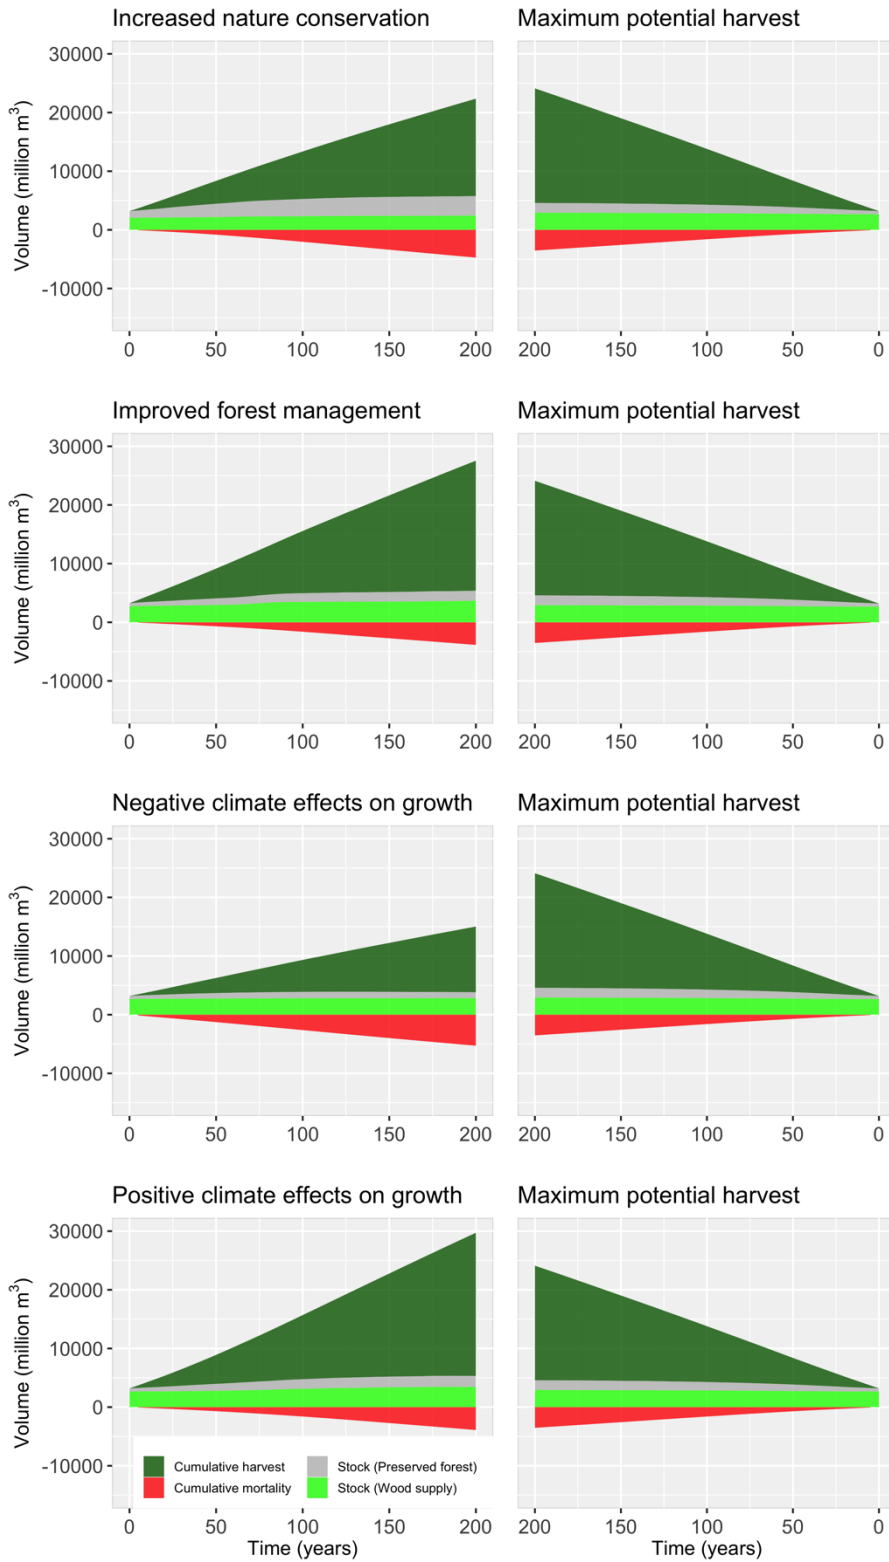 Increased nature conservation
Maximum potential harvest
Volume (million m³)
30000
20000
10000
0
-10000
0 50 100 150 200
200 150 100 50 0
Improved forest management
Maximum potential harvest
Volume (million m³)
30000
20000
10000
0
-10000
0 50 100 150 200
200 150 100 50 0
Negative climate effects on growth
Maximum potential harvest
Volume (million m³)
30000
20000
10000
0
-10000
0 50 100 150 200
200 150 100 50 0
Positive climate effects on growth
Maximum potential harvest
Volume (million m³)
30000
20000
10000
0
-10000
Cumulative harvest
Stock (Preserved forest)
Cumulative mortality
Stock (Wood supply)
0 50 100 150 200
200 150 100 50 0
Time (years)
Time (years)